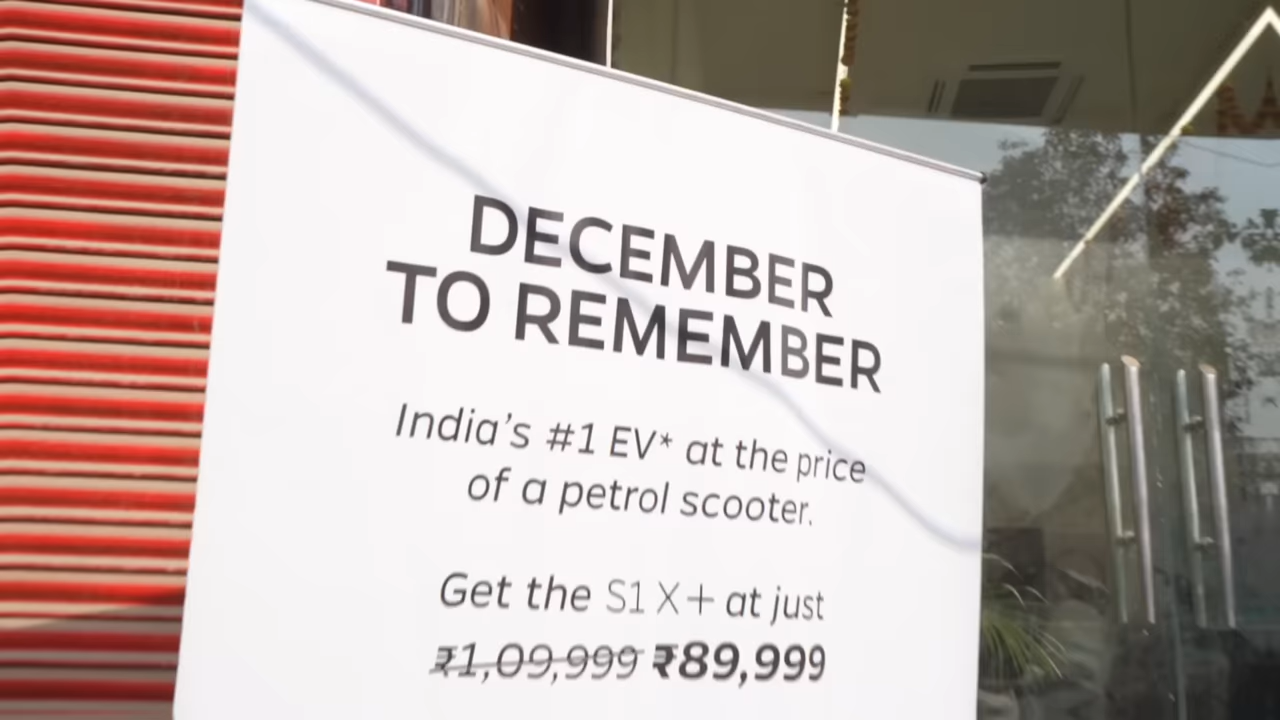 DECEMBER
TO REMEMBER
India's #1 EV* at the price
of a petrol scooter.
Get the S1 X+ at just
₹1,09,999 ₹89,999